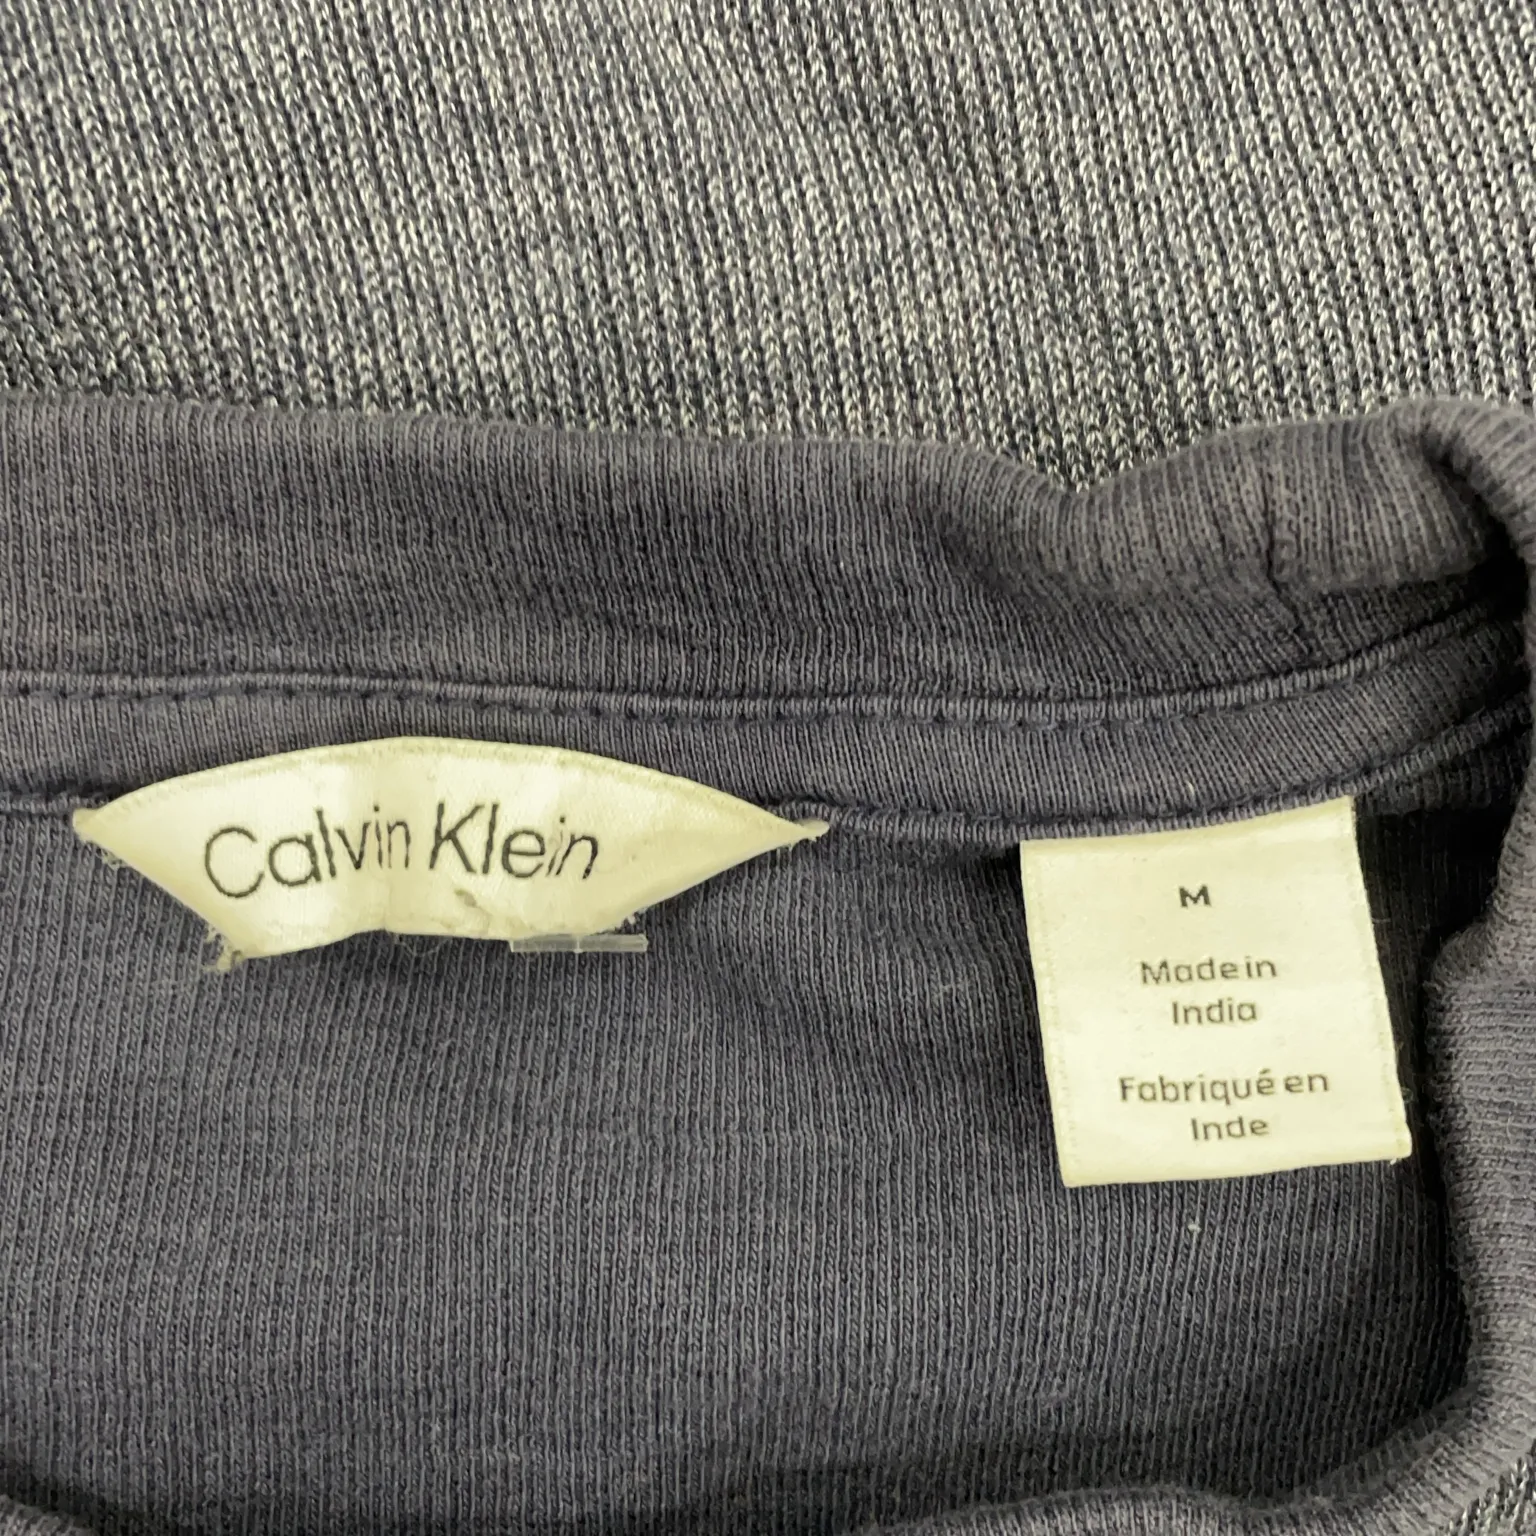 Calvin Klein
M
Made in
India
Fabriqué en
Inde